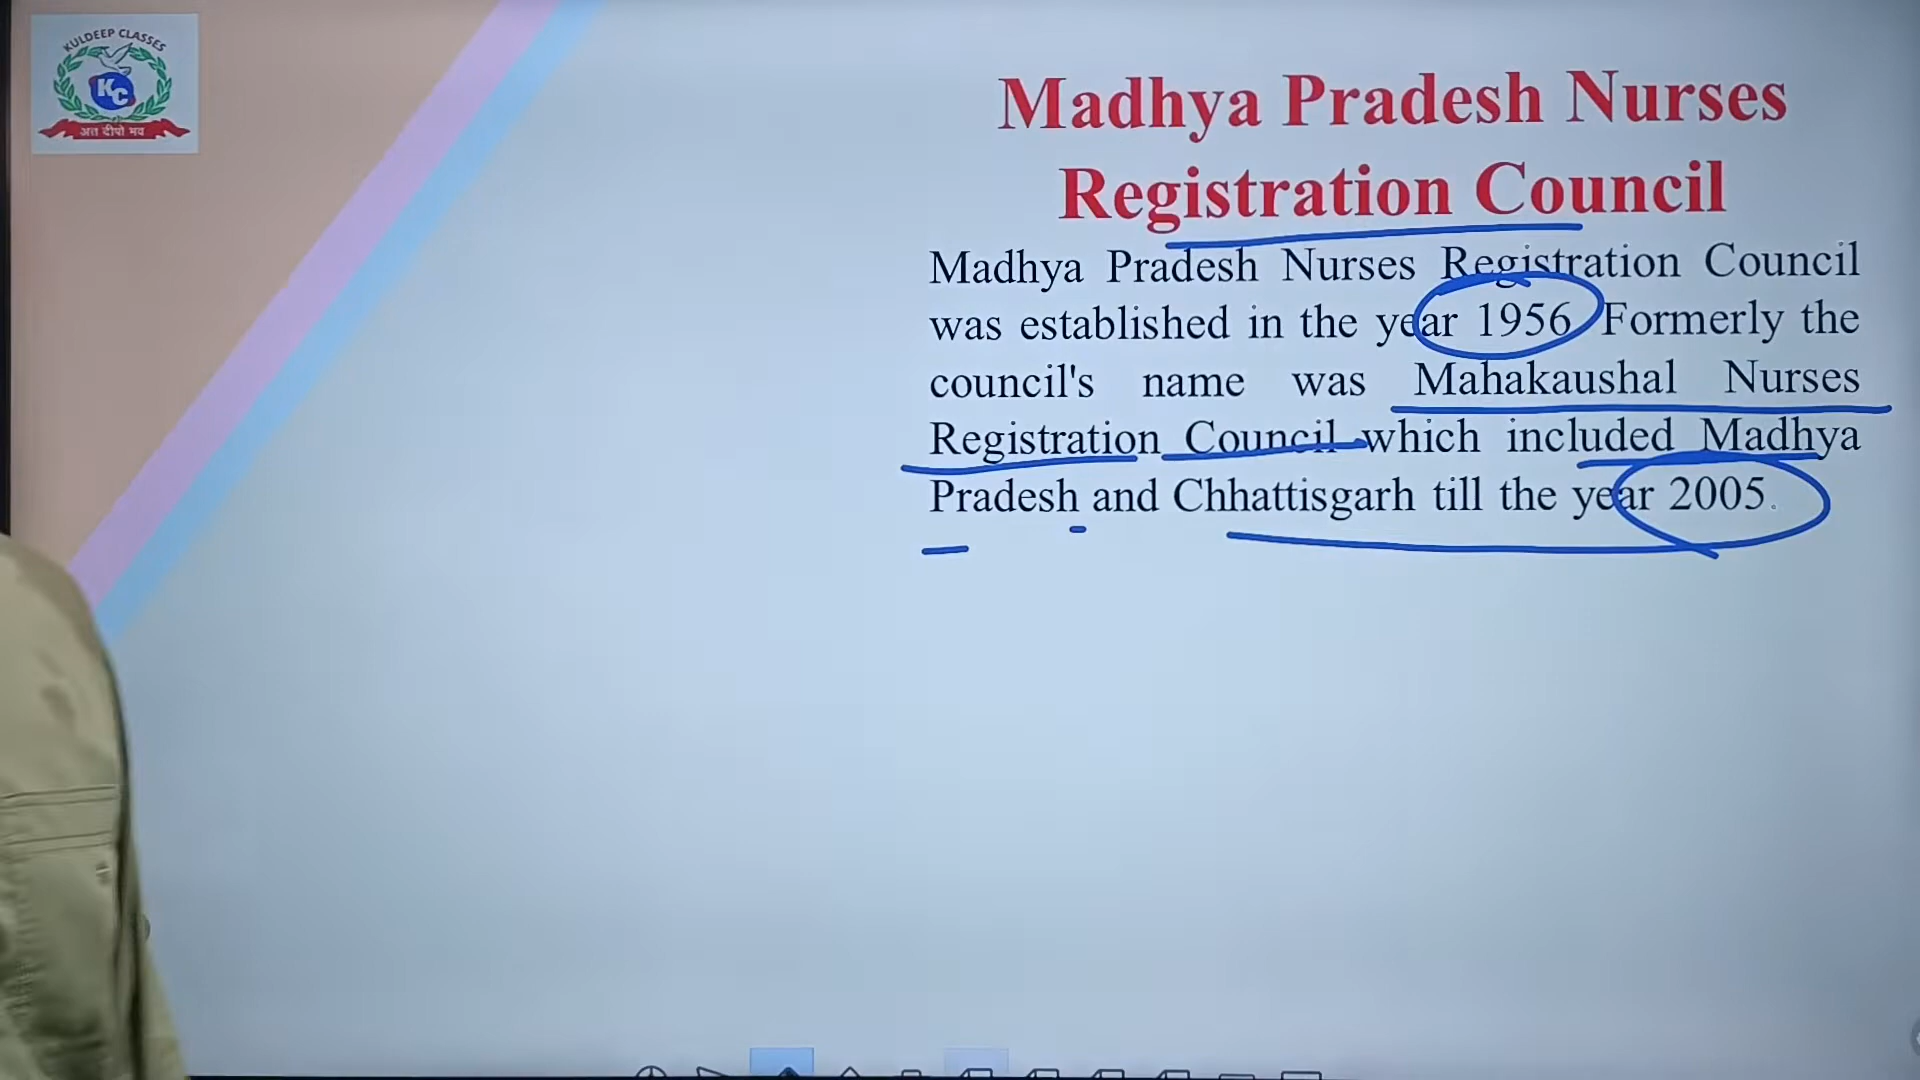 KULDEEP CLASSES
KC
अत्त दीपो भव
Madhya Pradesh Nurses
Registration Council
Madhya Pradesh Nurses Registration Council
was established in the year 1956. Formerly the
council's name was Mahakaushal Nurses
Registration Council which included Madhya
Pradesh and Chhattisgarh till the year 2005.